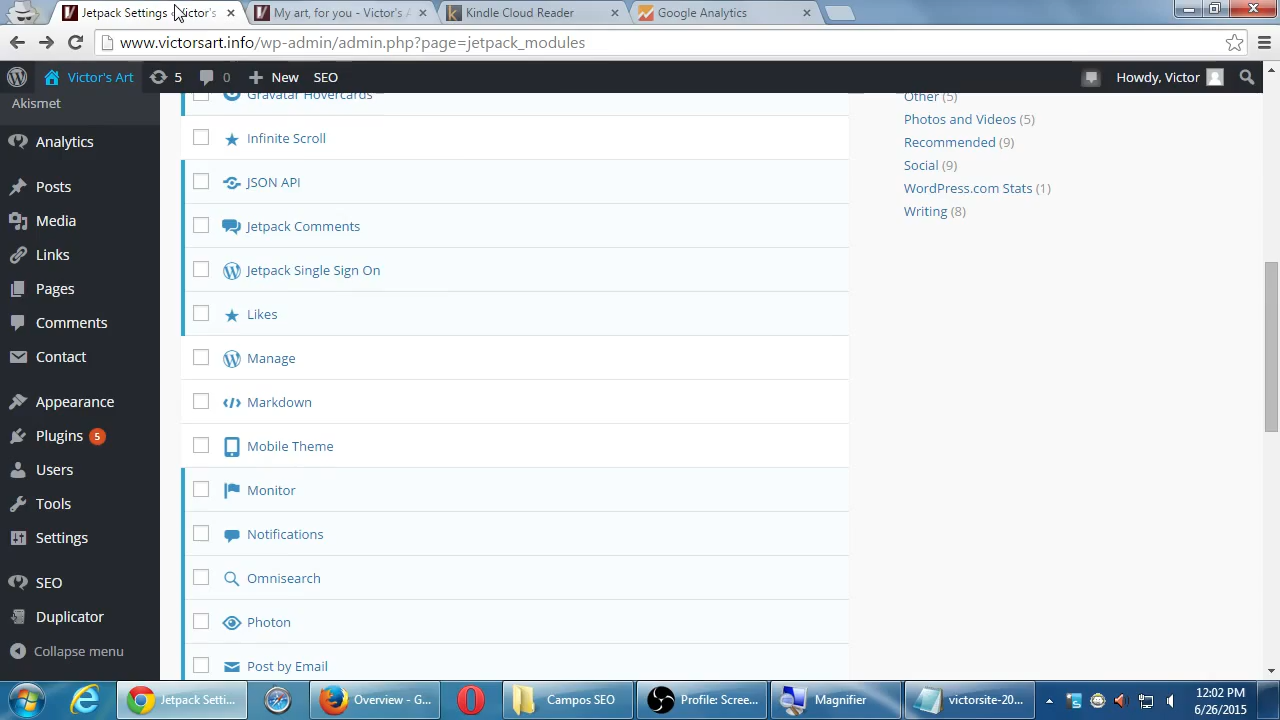 Jetpack Settings ‹ Victor's
My art, for you - Victor's A
Kindle Cloud Reader
Google Analytics
www.victorsart.info/wp-admin/admin.php?page=jetpack_modules
Victor's Art
5
0
New
SEO
Howdy, Victor
Akismet
Analytics
Posts
Media
Links
Pages
Comments
Contact
Appearance
Plugins 5
Users
Tools
Settings
SEO
Duplicator
Collapse menu
Gravatar Hovercards
Infinite Scroll
JSON API
Jetpack Comments
Jetpack Single Sign On
Likes
Manage
Markdown
Mobile Theme
Monitor
Notifications
Omnisearch
Photon
Post by Email
Other (5)
Photos and Videos (5)
Recommended (9)
Social (9)
WordPress.com Stats (1)
Writing (8)
Jetpack Setti...
Overview - G...
Campos SEO
Profile: Scree...
Magnifier
victorsite-20...
12:02 PM
6/26/2015